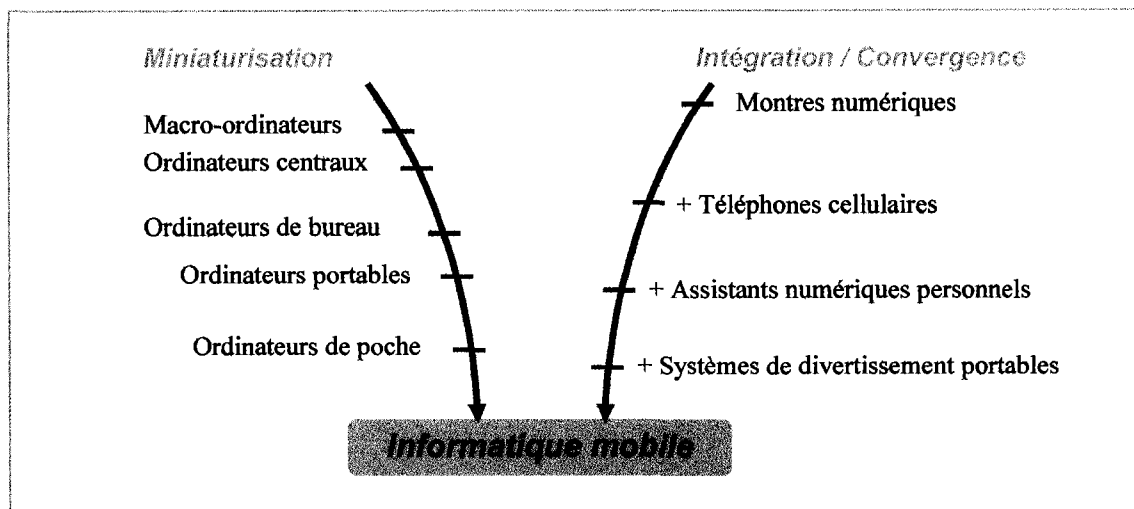 Miniaturisation
Macro-ordinateurs
Ordinateurs centraux
Ordinateurs de bureau
Ordinateurs portables
Ordinateurs de poche
Intégration / Convergence
Montres numériques
+ Téléphones cellulaires
+ Assistants numériques personnels
+ Systèmes de divertissement portables
Informatique mobile